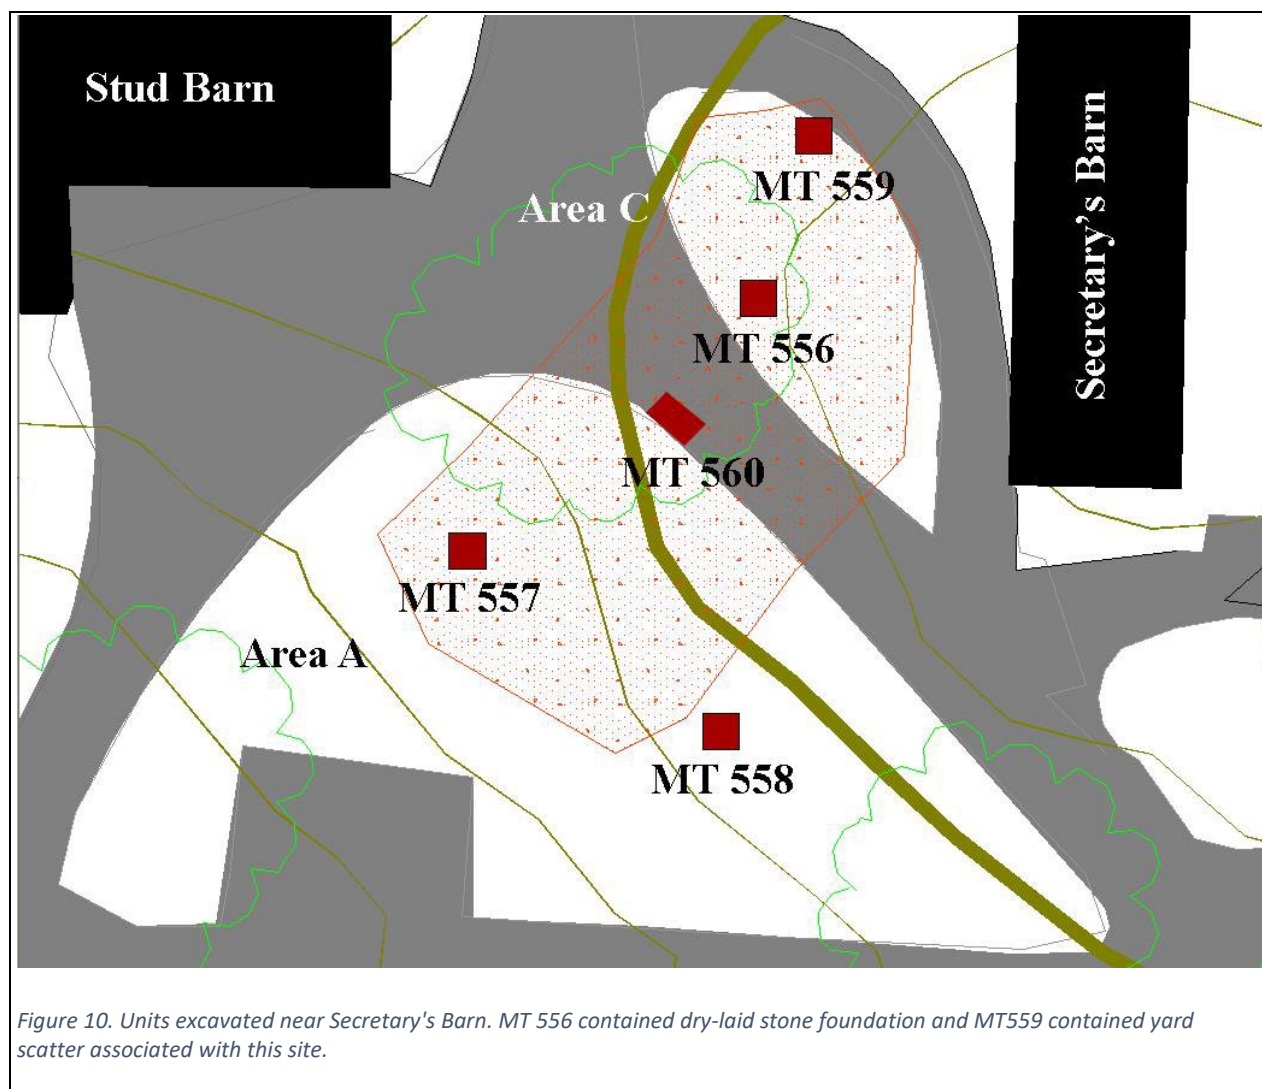 Stud Barn
Secretary's Barn
MT 559
Area C
MT 556
MT 560
MT 557
Area A
MT 558
Figure 10. Units excavated near Secretary's Barn. MT 556 contained dry-laid stone foundation and MT559 contained yard
scatter associated with this site.